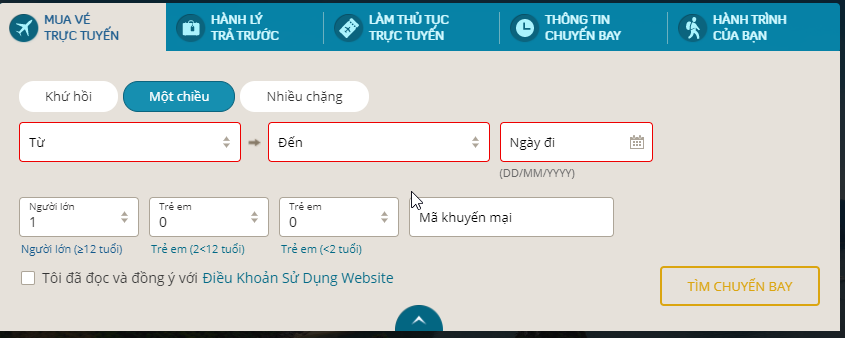 MUA VÉ
TRỰC TUYẾN
HÀNH LÝ
TRẢ TRƯỚC
LÀM THỦ TỤC
TRỰC TUYẾN
THÔNG TIN
CHUYẾN BAY
HÀNH TRÌNH
CỦA BẠN
Khứ hồi
Một chiều
Nhiều chặng
Từ
Đến
Ngày đi
(DD/MM/YYYY)
Người lớn
1
Trẻ em
0
Trẻ em
0
Mã khuyến mại
Người lớn (≥12 tuổi)
Trẻ em (2<12 tuổi)
Trẻ em (<2 tuổi)
Tôi đã đọc và đồng ý với Điều Khoản Sử Dụng Website
TÌM CHUYẾN BAY